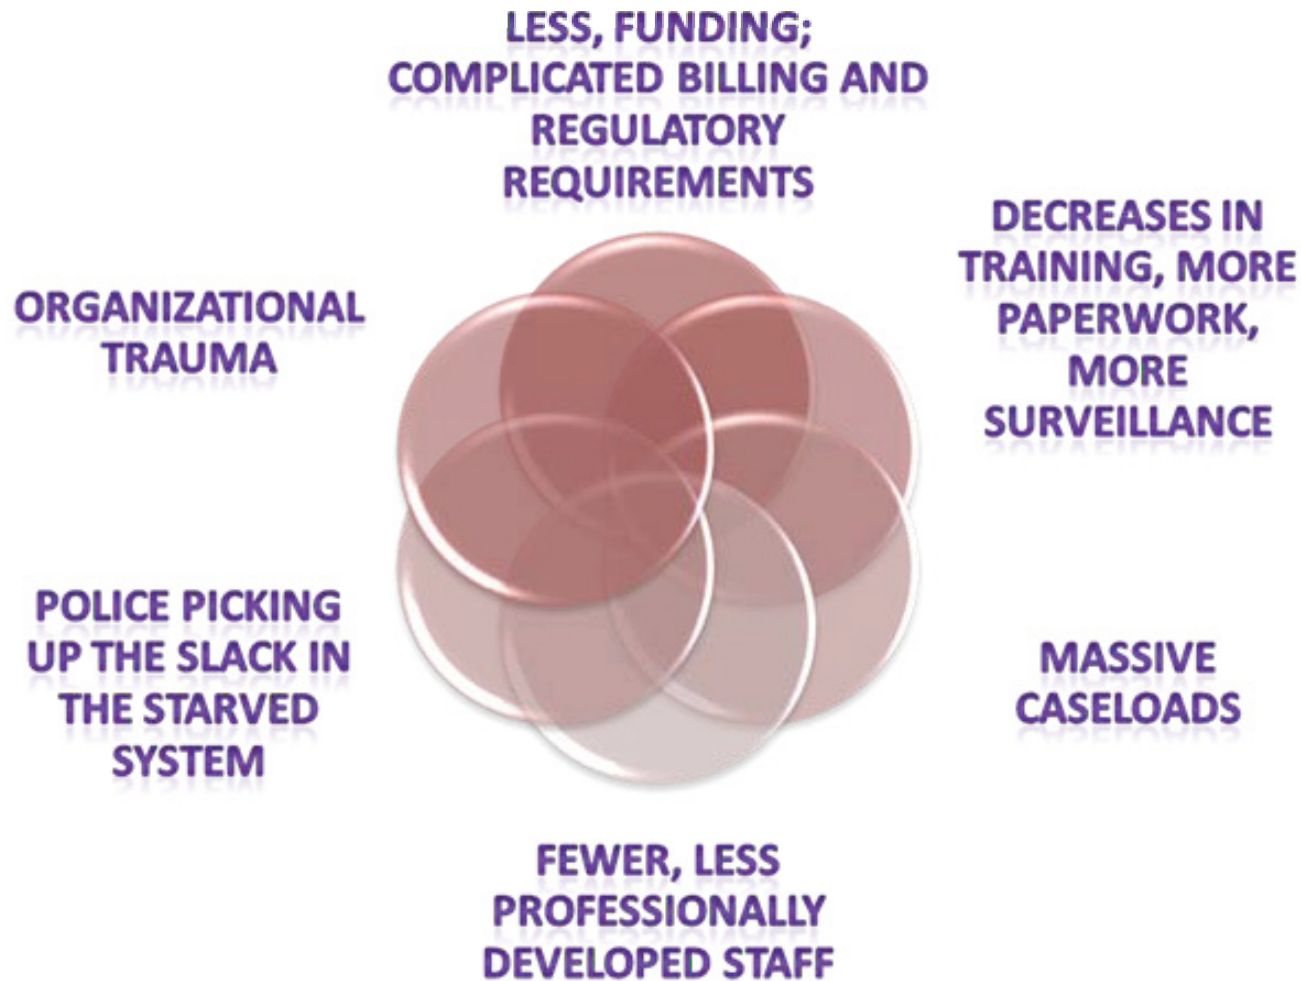 LESS, FUNDING;
COMPLICATED BILLING AND
REGULATORY
REQUIREMENTS
DECREASES IN
TRAINING, MORE
PAPERWORK,
MORE
SURVEILLANCE
MASSIVE
CASELOADS
FEWER, LESS
PROFESSIONALLY
DEVELOPED STAFF
POLICE PICKING
UP THE SLACK IN
THE STARVED
SYSTEM
ORGANIZATIONAL
TRAUMA